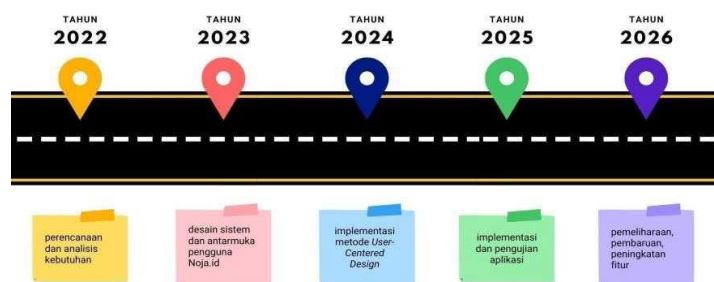 TAHUN
2022
TAHUN
2023
TAHUN
2024
TAHUN
2025
TAHUN
2026
perencanaan
dan analisis
kebutuhan
desain sistem
dan antarmuka
pengguna
Noja.id
implementasi
metode User-
Centered
Design
implementasi
dan pengujian
aplikasi
pemeliharaan,
pembaruan,
peningkatan
fitur